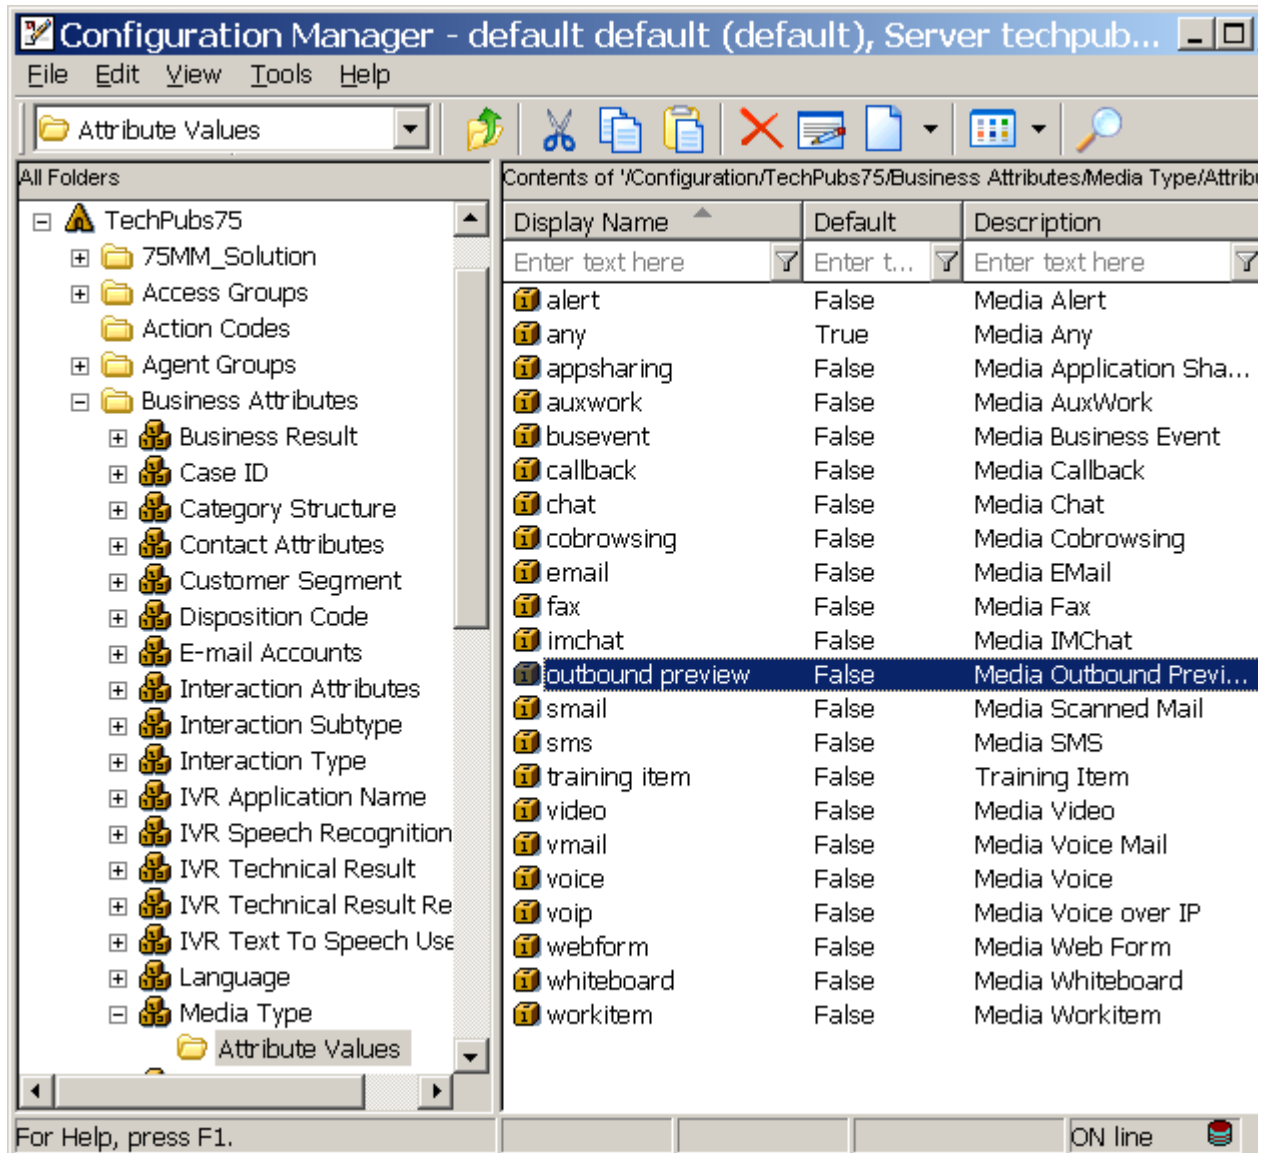 Configuration Manager - default default (default), Server techpub...
File Edit View Tools Help
Attribute Values
All Folders
Contents of '/Configuration/TechPubs75/Business Attributes/Media Type/Attrib
TechPubs75
75MM_Solution
Access Groups
Action Codes
Agent Groups
Business Attributes
Business Result
Case ID
Category Structure
Contact Attributes
Customer Segment
Disposition Code
E-mail Accounts
Interaction Attributes
Interaction Subtype
Interaction Type
IVR Application Name
IVR Speech Recognition
IVR Technical Result
IVR Technical Result Re
IVR Text To Speech Use
Language
Media Type
Attribute Values
Display Name Default Description
Enter text here Enter t... Enter text here
alert False Media Alert
any True Media Any
appsharing False Media Application Sha...
auxwork False Media AuxWork
busevent False Media Business Event
callback False Media Callback
chat False Media Chat
cobrowsing False Media Cobrowsing
email False Media EMail
fax False Media Fax
imchat False Media IMChat
outbound preview False Media Outbound Previ...
smail False Media Scanned Mail
sms False Media SMS
training item False Training Item
video False Media Video
vmail False Media Voice Mail
voice False Media Voice
voip False Media Voice over IP
webform False Media Web Form
whiteboard False Media Whiteboard
workitem False Media Workitem
For Help, press F1. ON line